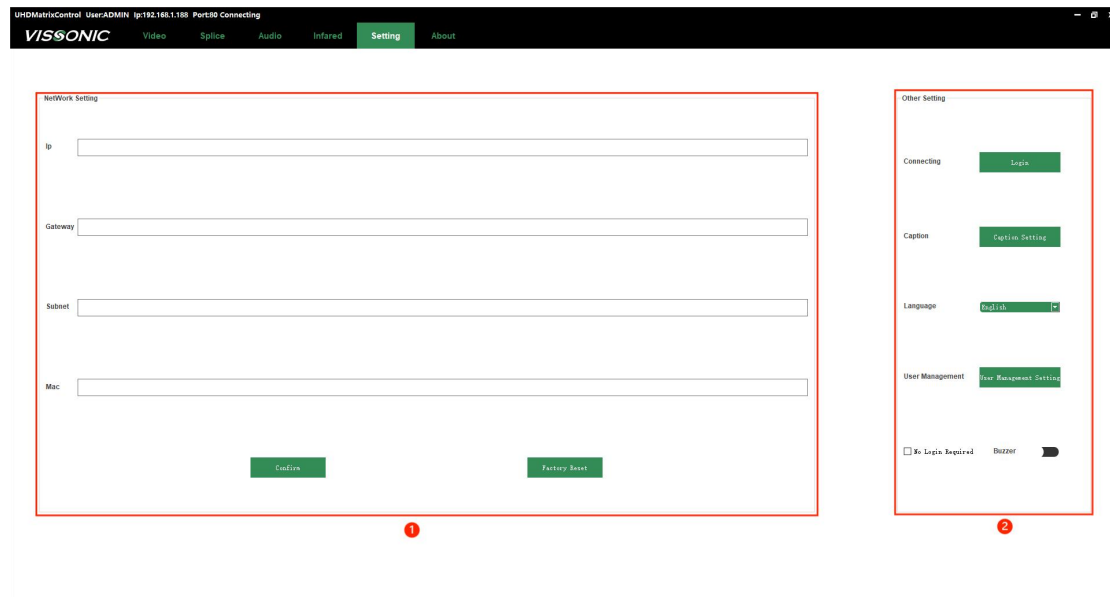 UHDMatrixControl User:ADMIN Ip:192.168.1.188 Port:80 Connecting
VISSONIC Video Splice Audio Infared Setting About
NetWork Setting
Ip
Gateway
Subnet
Mac
Confirm Factory Reset
1
Other Setting
Connecting Login
Caption Caption Setting
Language English
User Management User Management Setting
No Login Required Buzzer
2